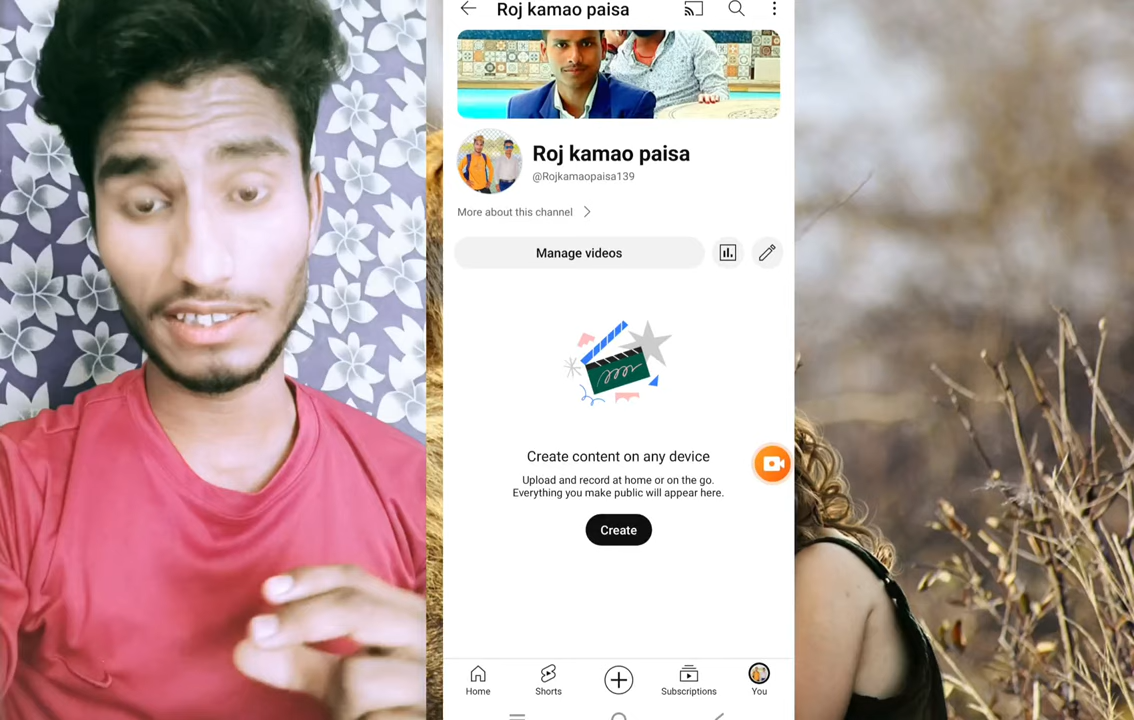 Roj kamao paisa
Roj kamao paisa
@Rojkamaopaisa139
More about this channel
Manage videos
Create content on any device
Upload and record at home or on the go.
Everything you make public will appear here.
Create
Home
Shorts
Subscriptions
You